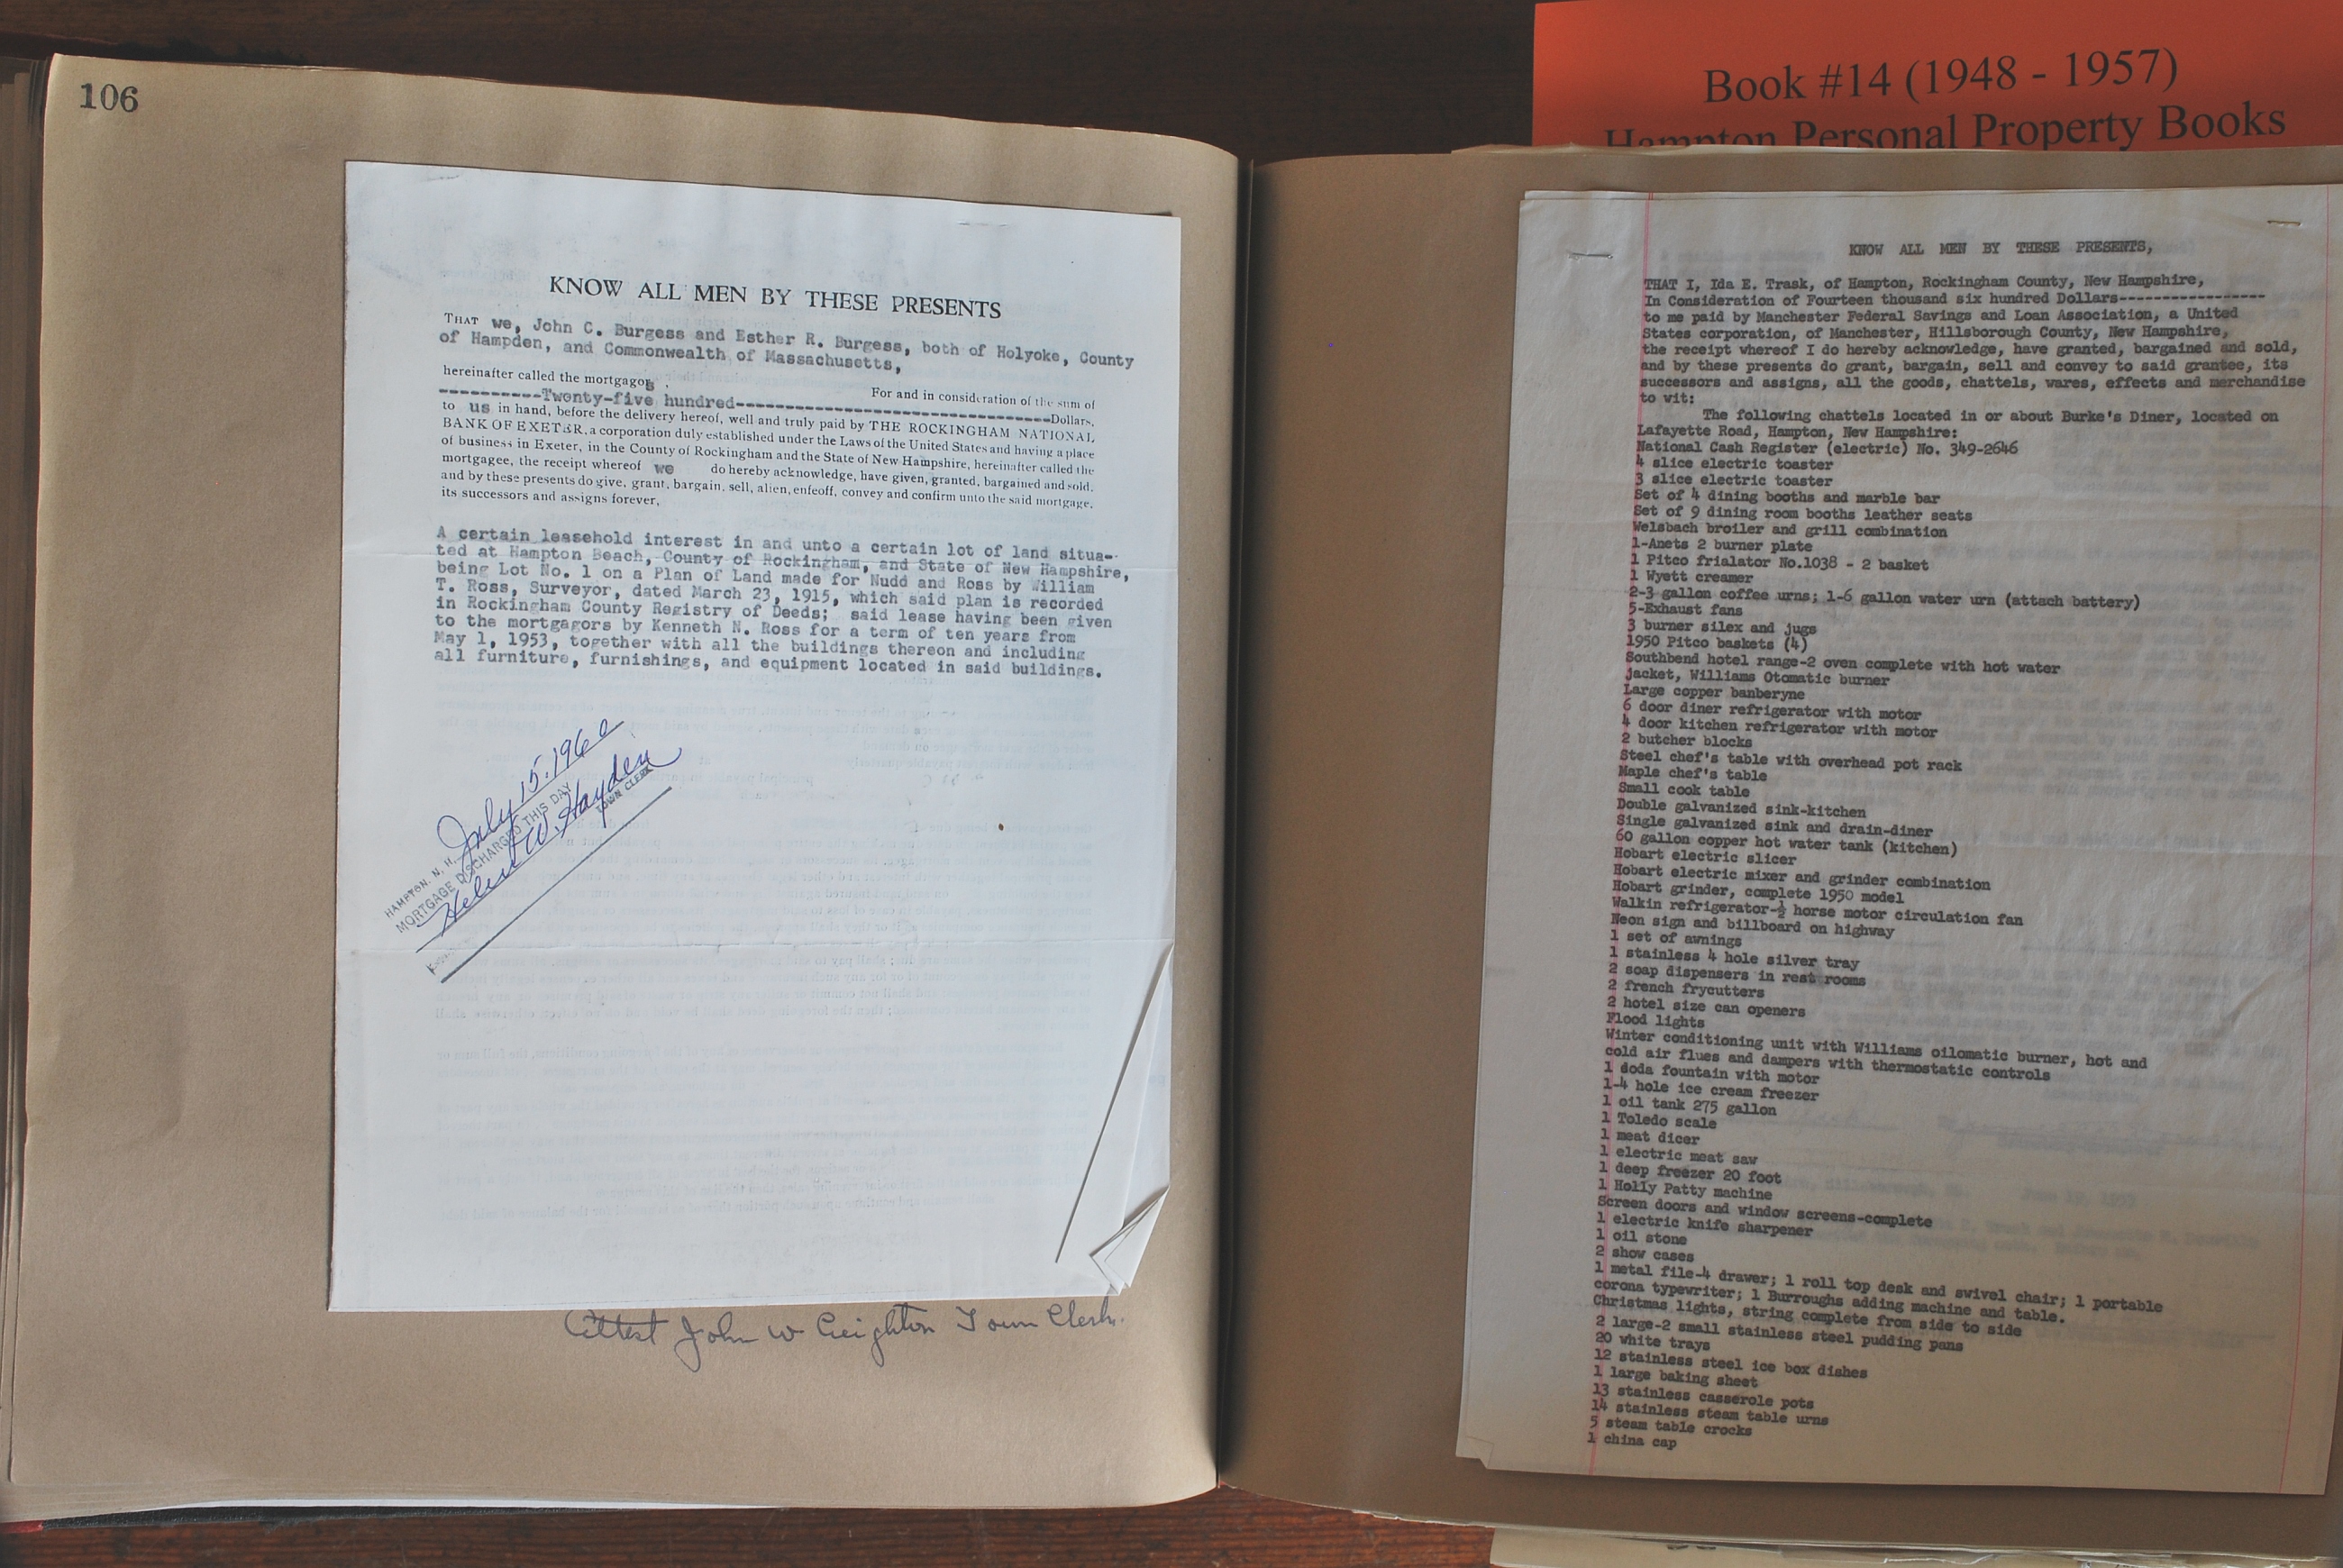 106
KNOW ALL MEN BY THESE PRESENTS
THAT we, John C. Burgess and Esther R. Burgess, both of Holyoke, County
of Hampden, and Commonwealth of Massachusetts,
hereinafter called the mortgagors,
For and in consideration of the sum of
----------Twenty-five hundred----------------------------------Dollars,
to us in hand, before the delivery hereof, well and truly paid by THE ROCKINGHAM NATIONAL
BANK OF EXETER, a corporation duly established under the Laws of the United States and having a place
of business in Exeter, in the County of Rockingham and the State of New Hampshire, hereinafter called the
mortgagee, the receipt whereof we do hereby acknowledge, have given, granted, bargained and sold,
and by these presents do give, grant, bargain, sell, alien, enfeoff, convey and confirm unto the said mortgage,
its successors and assigns forever,
A certain leasehold interest in and unto a certain lot of land situa-
ted at Hampton Beach, County of Rockingham, and State of New Hampshire,
being Lot No. 1 on a Plan of Land made for Nudd and Ross by William
T. Ross, Surveyor, dated March 23, 1915, which said plan is recorded
in Rockingham County Registry of Deeds; said lease having been given
to the mortgagors by Kenneth N. Ross for a term of ten years from
May 1, 1953, together with all the buildings thereon and including
all furniture, furnishings, and equipment located in said buildings.
HAMPTON, N. H. July 15, 1960
MORTGAGE DISCHARGED THIS DAY
Helen W. Hayden
TOWN CLERK
Attest John W Creighton Town Clerk.
Book #14 (1948 - 1957)
Hampton Personal Property Books
KNOW ALL MEN BY THESE PRESENTS,
THAT I, Ida E. Trask, of Hampton, Rockingham County, New Hampshire,
In Consideration of Fourteen thousand six hundred Dollars-----------------
to me paid by Manchester Federal Savings and Loan Association, a United
States corporation, of Manchester, Hillsborough County, New Hampshire,
the receipt whereof I do hereby acknowledge, have granted, bargained and sold,
and by these presents do grant, bargain, sell and convey to said grantee, its
successors and assigns, all the goods, chattels, wares, effects and merchandise
to wit:
The following chattels located in or about Burke's Diner, located on
Lafayette Road, Hampton, New Hampshire:
National Cash Register (electric) No. 349-2646
4 slice electric toaster
3 slice electric toaster
Set of 4 dining booths and marble bar
Set of 9 dining room booths leather seats
Welsbach broiler and grill combination
1-Anets 2 burner plate
1 Pitco frialator No.1038 - 2 basket
1 Wyett creamer
2-3 gallon coffee urns; 1-6 gallon water urn (attach battery)
5-Exhaust fans
3 burner silex and jugs
1950 Pitco baskets (4)
Southbend hotel range-2 oven complete with hot water
jacket, Williams Otomatic burner
Large copper banberyne
6 door diner refrigerator with motor
4 door kitchen refrigerator with motor
2 butcher blocks
Steel chef's table with overhead pot rack
Maple chef's table
Small cook table
Double galvanized sink-kitchen
Single galvanized sink and drain-diner
60 gallon copper hot water tank (kitchen)
Hobart electric slicer
Hobart electric mixer and grinder combination
Hobart grinder, complete 1950 model
Walkin refrigerator-½ horse motor circulation fan
Neon sign and billboard on highway
1 set of awnings
1 stainless 4 hole silver tray
2 soap dispensers in rest rooms
2 french frycutters
2 hotel size can openers
Flood lights
Winter conditioning unit with Williams oilomatic burner, hot and
cold air flues and dampers with thermostatic controls
1 doda fountain with motor
1-4 hole ice cream freezer
1 oil tank 275 gallon
1 Toledo scale
1 meat dicer
1 electric meat saw
1 deep freezer 20 foot
1 Holly Patty machine
Screen doors and window screens-complete
1 electric knife sharpener
1 oil stone
2 show cases
1 metal file-4 drawer; 1 roll top desk and swivel chair; 1 portable
corona typewriter; 1 Burroughs adding machine and table.
Christmas lights, string complete from side to side
2 large-2 small stainless steel pudding pans
20 white trays
12 stainless steel ice box dishes
1 large baking sheet
13 stainless casserole pots
14 stainless steam table urns
5 steam table crocks
1 china cap